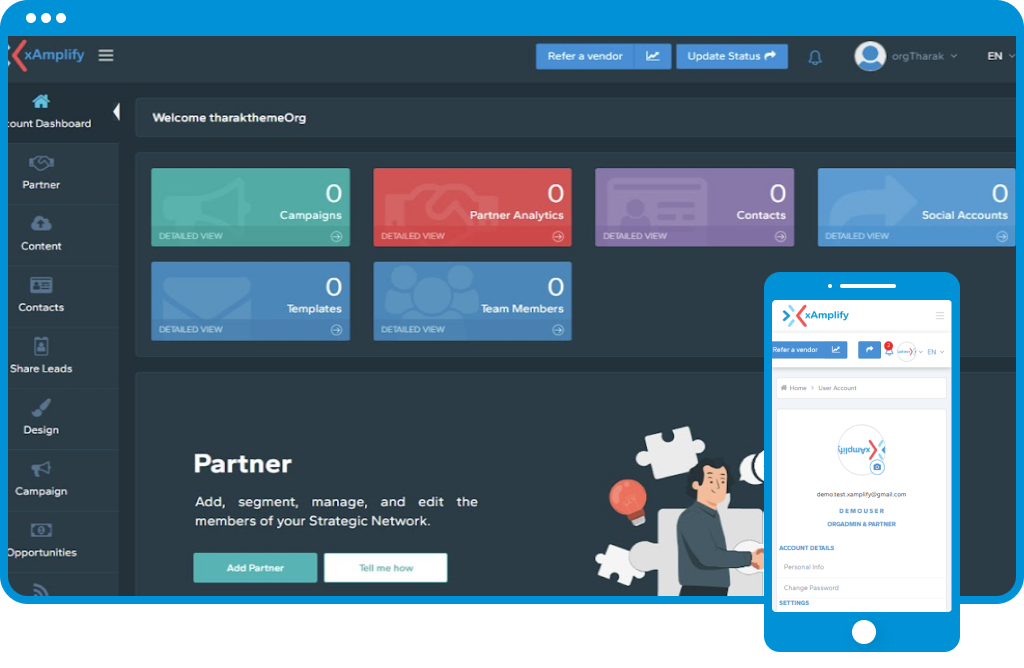 xAmplify
Refer a vendor
Update Status
orgTharak
EN
count Dashboard
Partner
Content
Contacts
Share Leads
Design
Campaign
Opportunities
Welcome tharakthemeOrg
0
Campaigns
DETAILED VIEW
0
Partner Analytics
DETAILED VIEW
0
Contacts
DETAILED VIEW
0
Social Accounts
DETAILED VIEW
0
Templates
DETAILED VIEW
0
Team Members
DETAILED VIEW
Partner
Add, segment, manage, and edit the
members of your Strategic Network.
Add Partner
Tell me how
xAmplify
Refer a vendor
2
EN
Home > User Account
xAmplify
demo.test.xamplify@gmail.com
DEMOUSER
ORGADMIN & PARTNER
ACCOUNT DETAILS
Personal Info
Change Password
SETTINGS